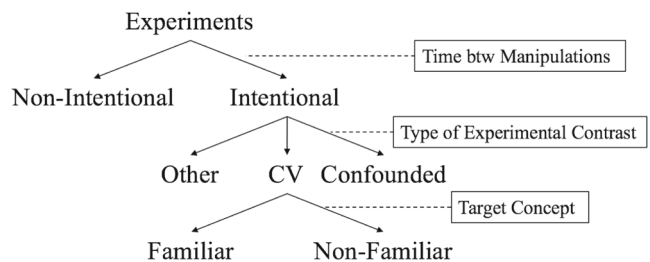 Experiments
Time btw Manipulations
Non-Intentional Intentional
Type of Experimental Contrast
Other CV Confounded
Target Concept
Familiar Non-Familiar